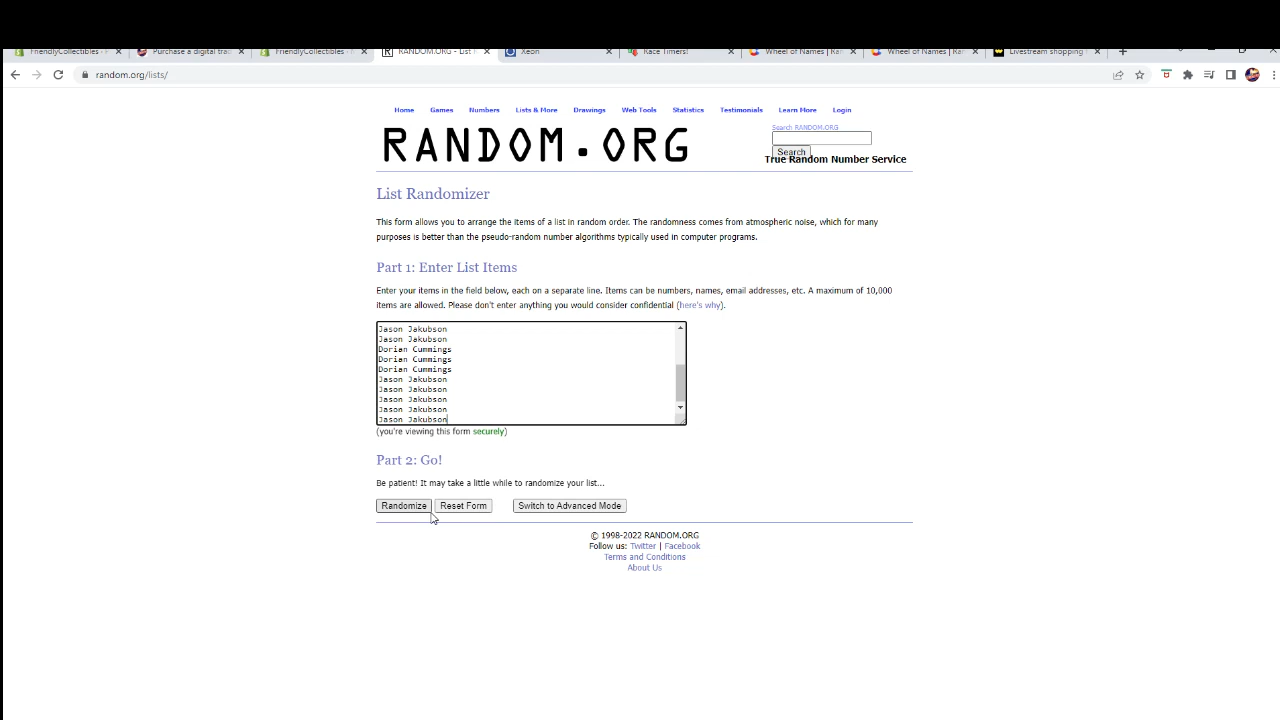 FriendlyCollectibles - Purchase a digital trad FriendlyCollectibles - RANDOM.ORG - List Xeon Race Timers! Wheel of Names | Ran Wheel of Names | Ran Livestream shopping
random.org/lists/
Home Games Numbers Lists & More Drawings Web Tools Statistics Testimonials Learn More Login
Search RANDOM.ORG
RANDOM.ORG
Search
True Random Number Service
List Randomizer
This form allows you to arrange the items of a list in random order. The randomness comes from atmospheric noise, which for many
purposes is better than the pseudo-random number algorithms typically used in computer programs.
Part 1: Enter List Items
Enter your items in the field below, each on a separate line. Items can be numbers, names, email addresses, etc. A maximum of 10,000
items are allowed. Please don't enter anything you would consider confidential (here's why).
Jason Jakubson
Jason Jakubson
Dorian Cummings
Dorian Cummings
Dorian Cummings
Jason Jakubson
Jason Jakubson
Jason Jakubson
Jason Jakubson
Jason Jakubson
(you're viewing this form securely)
Part 2: Go!
Be patient! It may take a little while to randomize your list...
Randomize Reset Form Switch to Advanced Mode
© 1998-2022 RANDOM.ORG
Follow us: Twitter | Facebook
Terms and Conditions
About Us